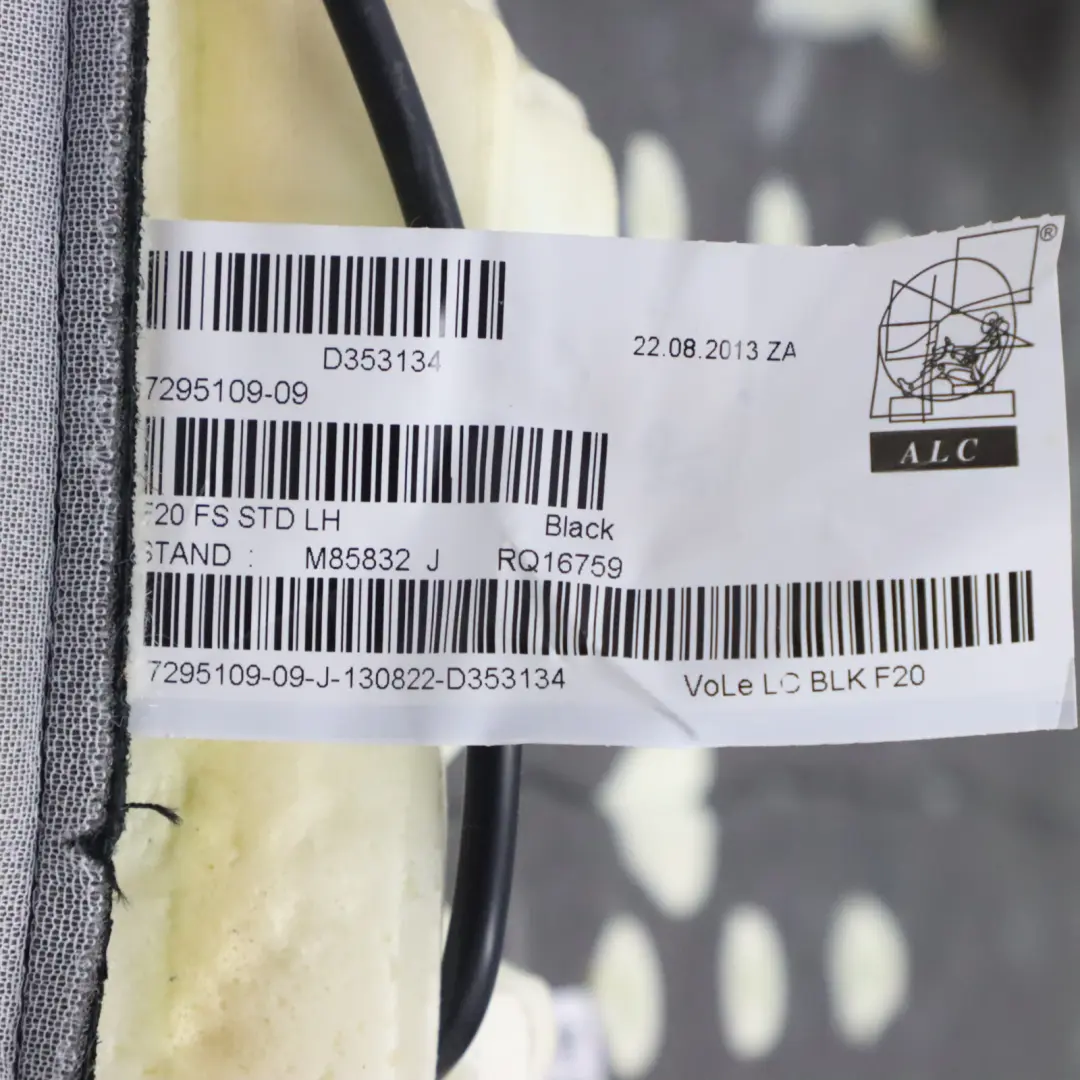 ®
D353134
22.08.2013 ZA
7295109-09
ALC
F20 FS STD LH Black
STAND : M85832 J RQ16759
7295109-09-J-130822-D353134
VoLe LC BLK F20